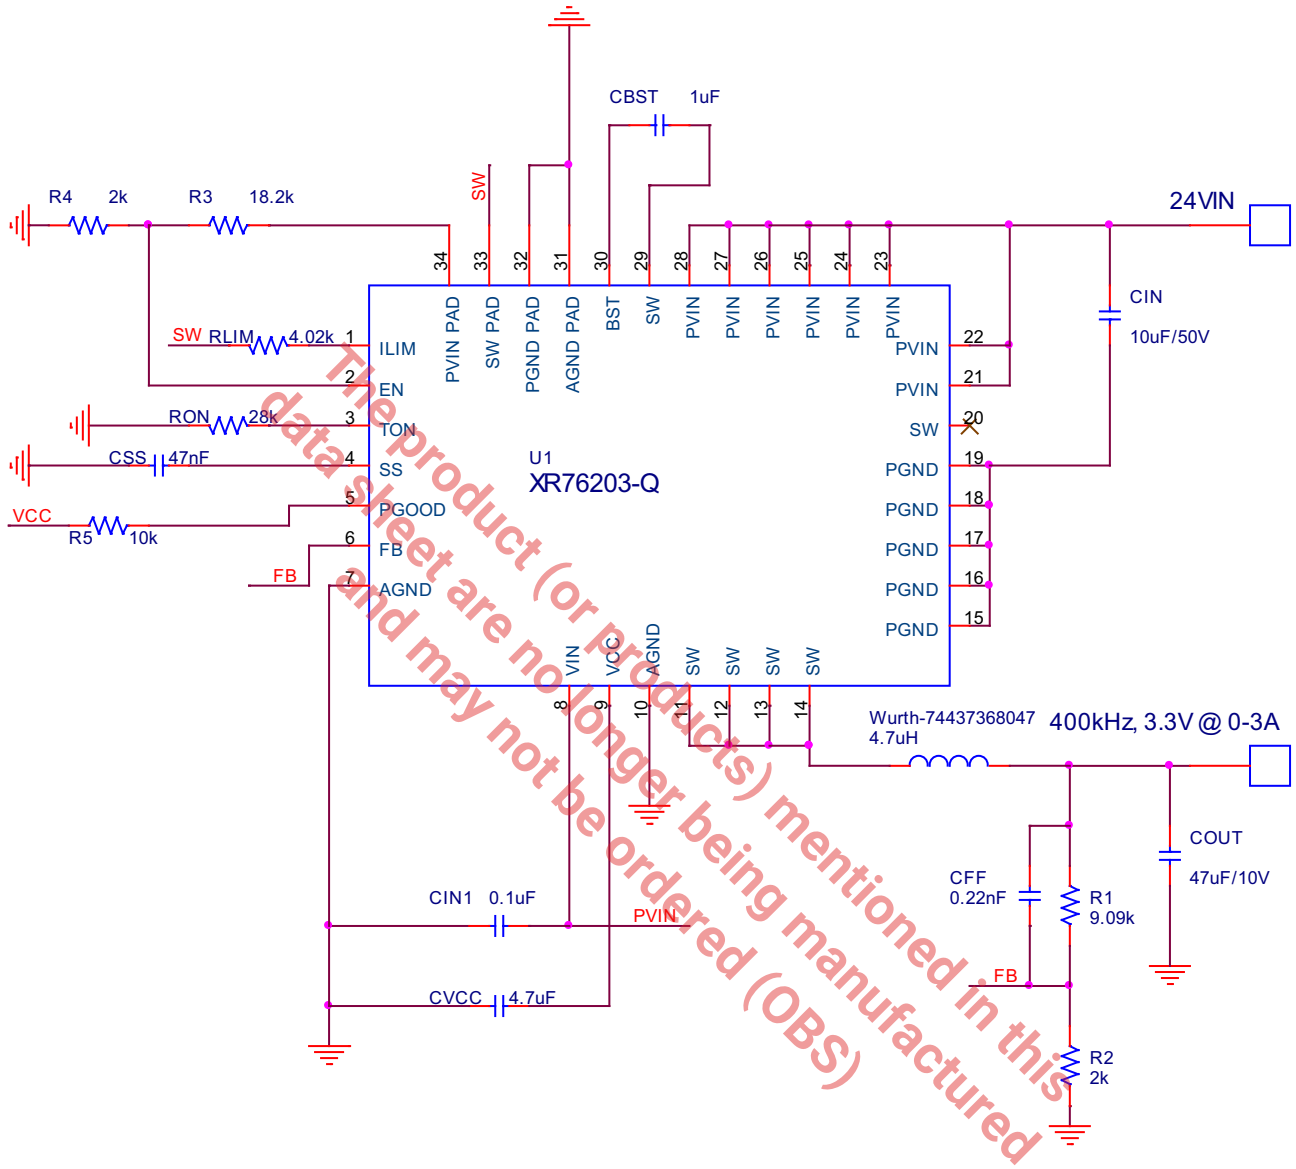 CBST 1uF
R4 2k R3 18.2k
SW
24VIN
34 33 32 31 30 29 28 27 26 25 24 23
PVIN PAD
SW PAD
PGND PAD
AGND PAD
BST
SW
PVIN
PVIN
PVIN
PVIN
PVIN
PVIN
CIN
10uF/50V
SW RLIM 4.02k 1 ILIM
2 EN
RON 28k 3 TON
CSS 47nF 4 SS
5 PGOOD
VCC
R5 10k
6 FB
FB
7 AGND
PVIN 22
PVIN 21
SW 20
PGND 19
PGND 18
PGND 17
PGND 16
PGND 15
U1
XR76203-Q
VIN
VCC
AGND
SW
SW
SW
SW
8 9 10 11 12 13 14
Wurth-74437368047
4.7uH
400kHz, 3.3V @ 0-3A
CIN1 0.1uF
PVIN
CVCC 4.7uF
CFF
0.22nF
R1
9.09k
COUT
47uF/10V
FB
R2
2k
The product (or products) mentioned in this
data sheet are no longer being manufactured
and may not be ordered (OBS)